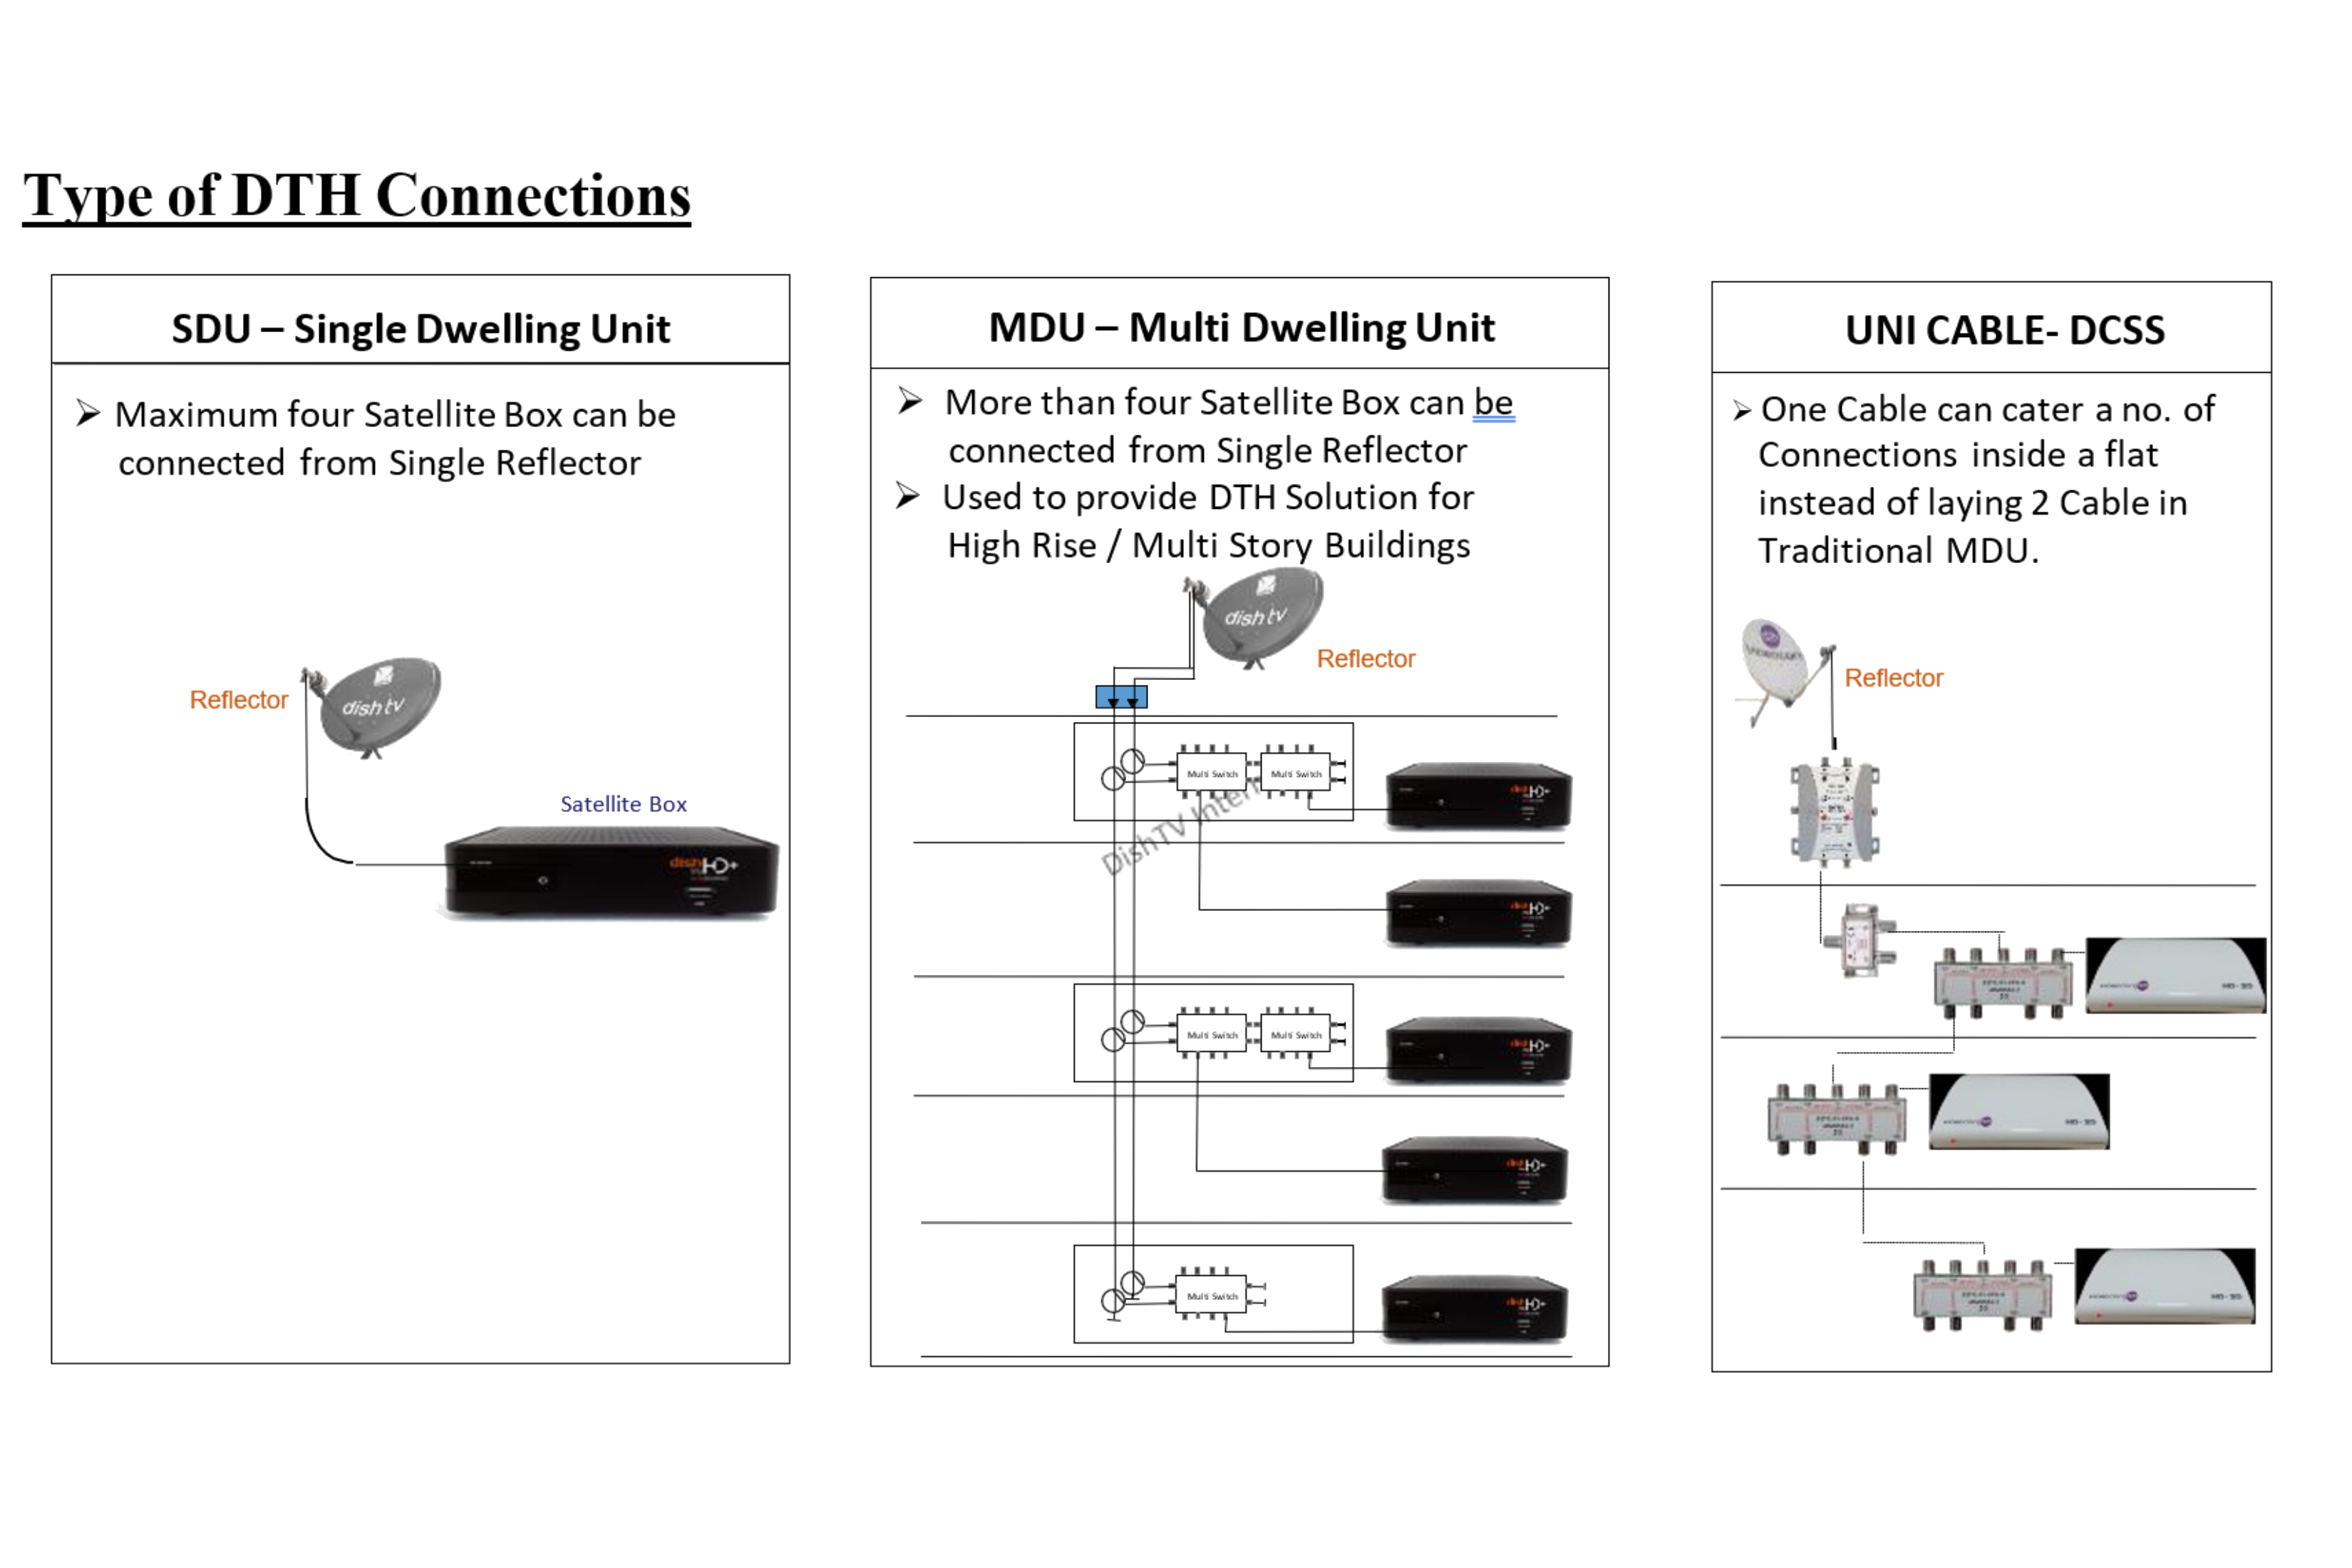 Type of DTH Connections
SDU – Single Dwelling Unit
➢ Maximum four Satellite Box can be
connected from Single Reflector
Reflector
dish tv
Satellite Box
dish HD+
MDU – Multi Dwelling Unit
➢ More than four Satellite Box can be
connected from Single Reflector
➢ Used to provide DTH Solution for
High Rise / Multi Story Buildings
dish tv
Reflector
Multi Switch
Multi Switch
DishTV Inter
Multi Switch
Multi Switch
Multi Switch
UNI CABLE- DCSS
➢ One Cable can cater a no. of
Connections inside a flat
instead of laying 2 Cable in
Traditional MDU.
Reflector